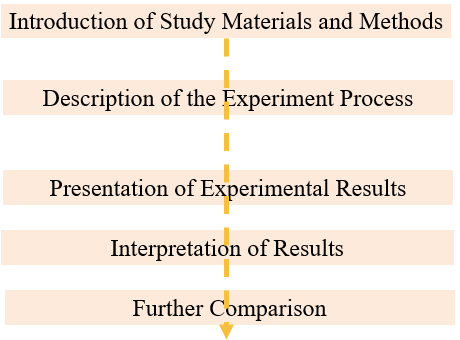 Introduction of Study Materials and Methods
Description of the Experiment Process
Presentation of Experimental Results
Interpretation of Results
Further Comparison